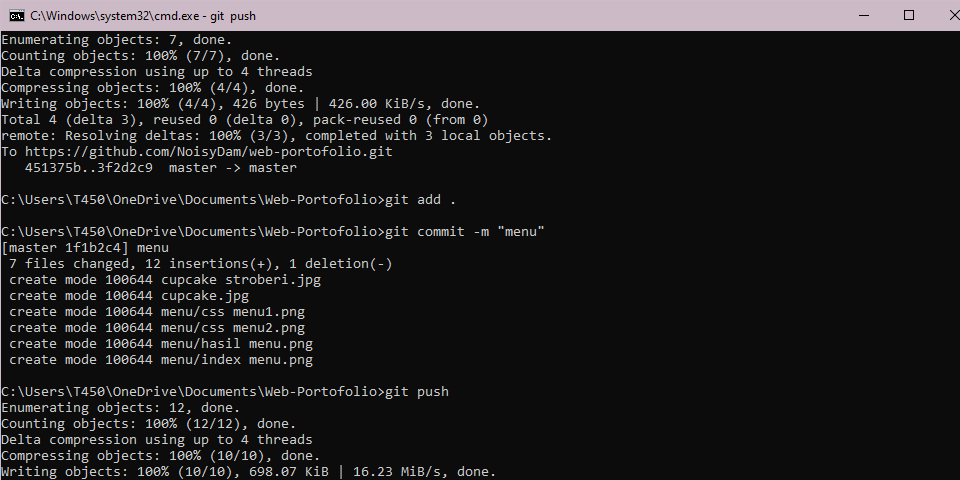 C:\Windows\system32\cmd.exe - git  push
Enumerating objects: 7, done.
Counting objects: 100% (7/7), done.
Delta compression using up to 4 threads
Compressing objects: 100% (4/4), done.
Writing objects: 100% (4/4), 426 bytes | 426.00 KiB/s, done.
Total 4 (delta 3), reused 0 (delta 0), pack-reused 0 (from 0)
remote: Resolving deltas: 100% (3/3), completed with 3 local objects.
To https://github.com/NoisyDam/web-portofolio.git
   451375b..3f2d2c9  master -> master
C:\Users\T450\OneDrive\Documents\Web-Portofolio>git add .
C:\Users\T450\OneDrive\Documents\Web-Portofolio>git commit -m "menu"
[master 1f1b2c4] menu
 7 files changed, 12 insertions(+), 1 deletion(-)
 create mode 100644 cupcake stroberi.jpg
 create mode 100644 cupcake.jpg
 create mode 100644 menu/css menu1.png
 create mode 100644 menu/css menu2.png
 create mode 100644 menu/hasil menu.png
 create mode 100644 menu/index menu.png
C:\Users\T450\OneDrive\Documents\Web-Portofolio>git push
Enumerating objects: 12, done.
Counting objects: 100% (12/12), done.
Delta compression using up to 4 threads
Compressing objects: 100% (10/10), done.
Writing objects: 100% (10/10), 698.07 KiB | 16.23 MiB/s, done.